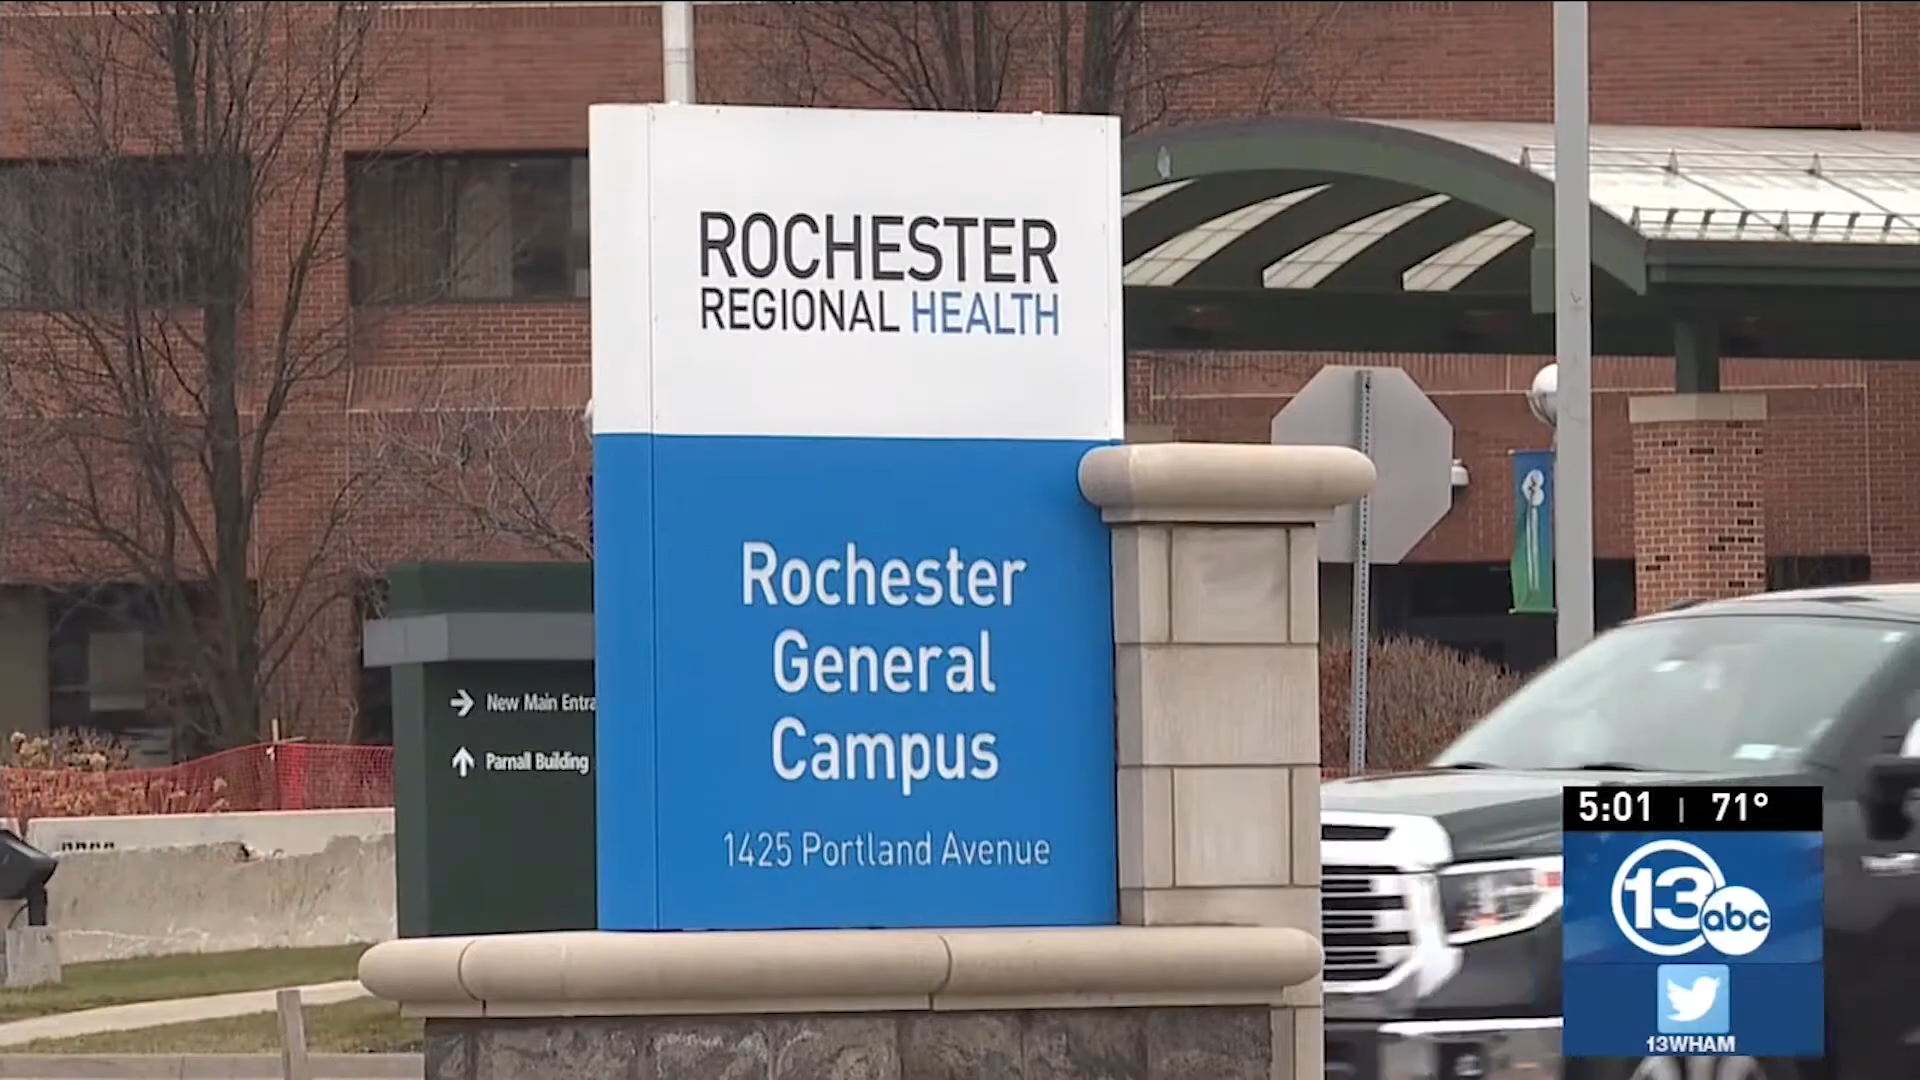 ROCHESTER
REGIONAL HEALTH
Rochester
General
Campus
1425 Portland Avenue
New Main Entra
Parnall Building
5:01 | 71°
13 abc
13WHAM